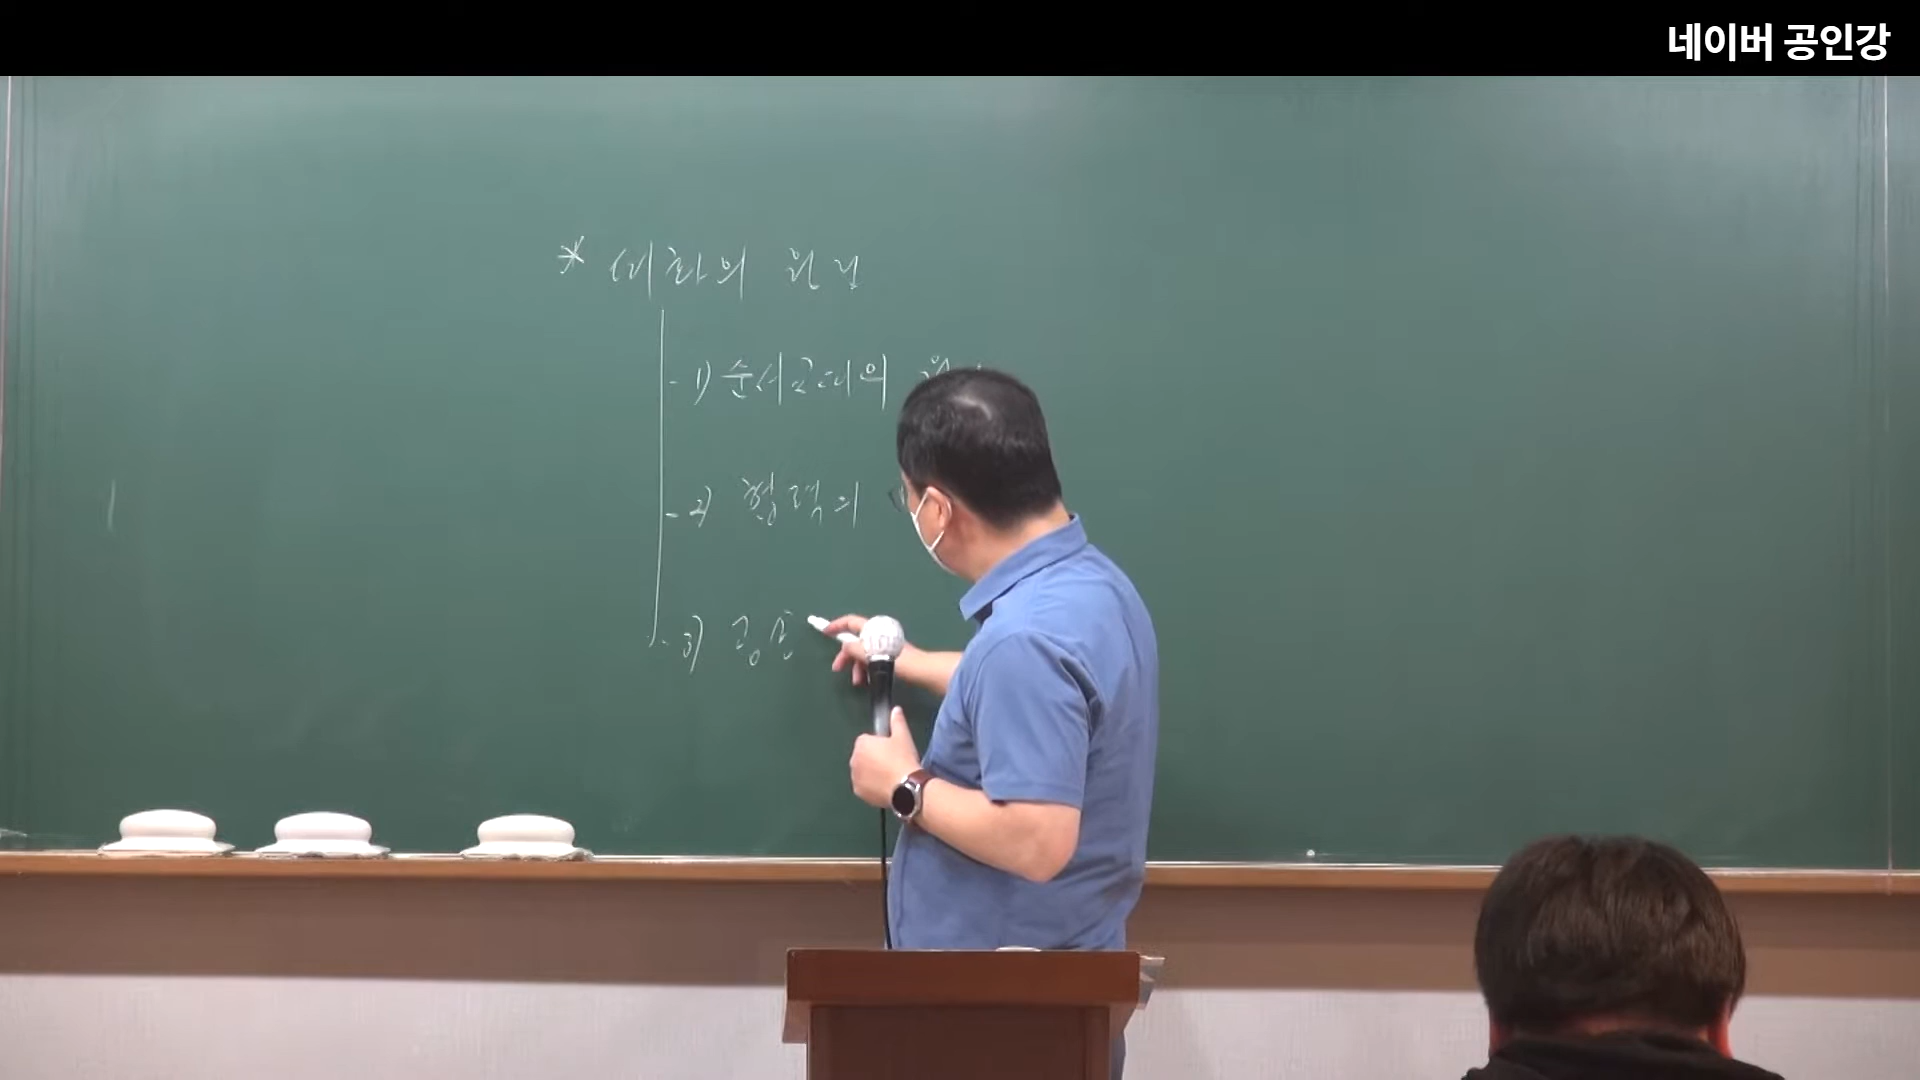 네이버 공인강
* 대화의 원리
- 1) 순서교대의 원
- 2) 협력의
- 3) 공손